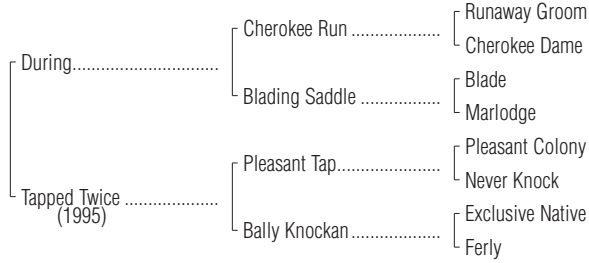 Runaway Groom
Cherokee Run ....................
Cherokee Dame
During.................................
Blade
Blading Saddle ..................
Marlodge
Pleasant Colony
Pleasant Tap.......................
Never Knock
Tapped Twice .....................
(1995)
Exclusive Native
Bally Knockan....................
Ferly